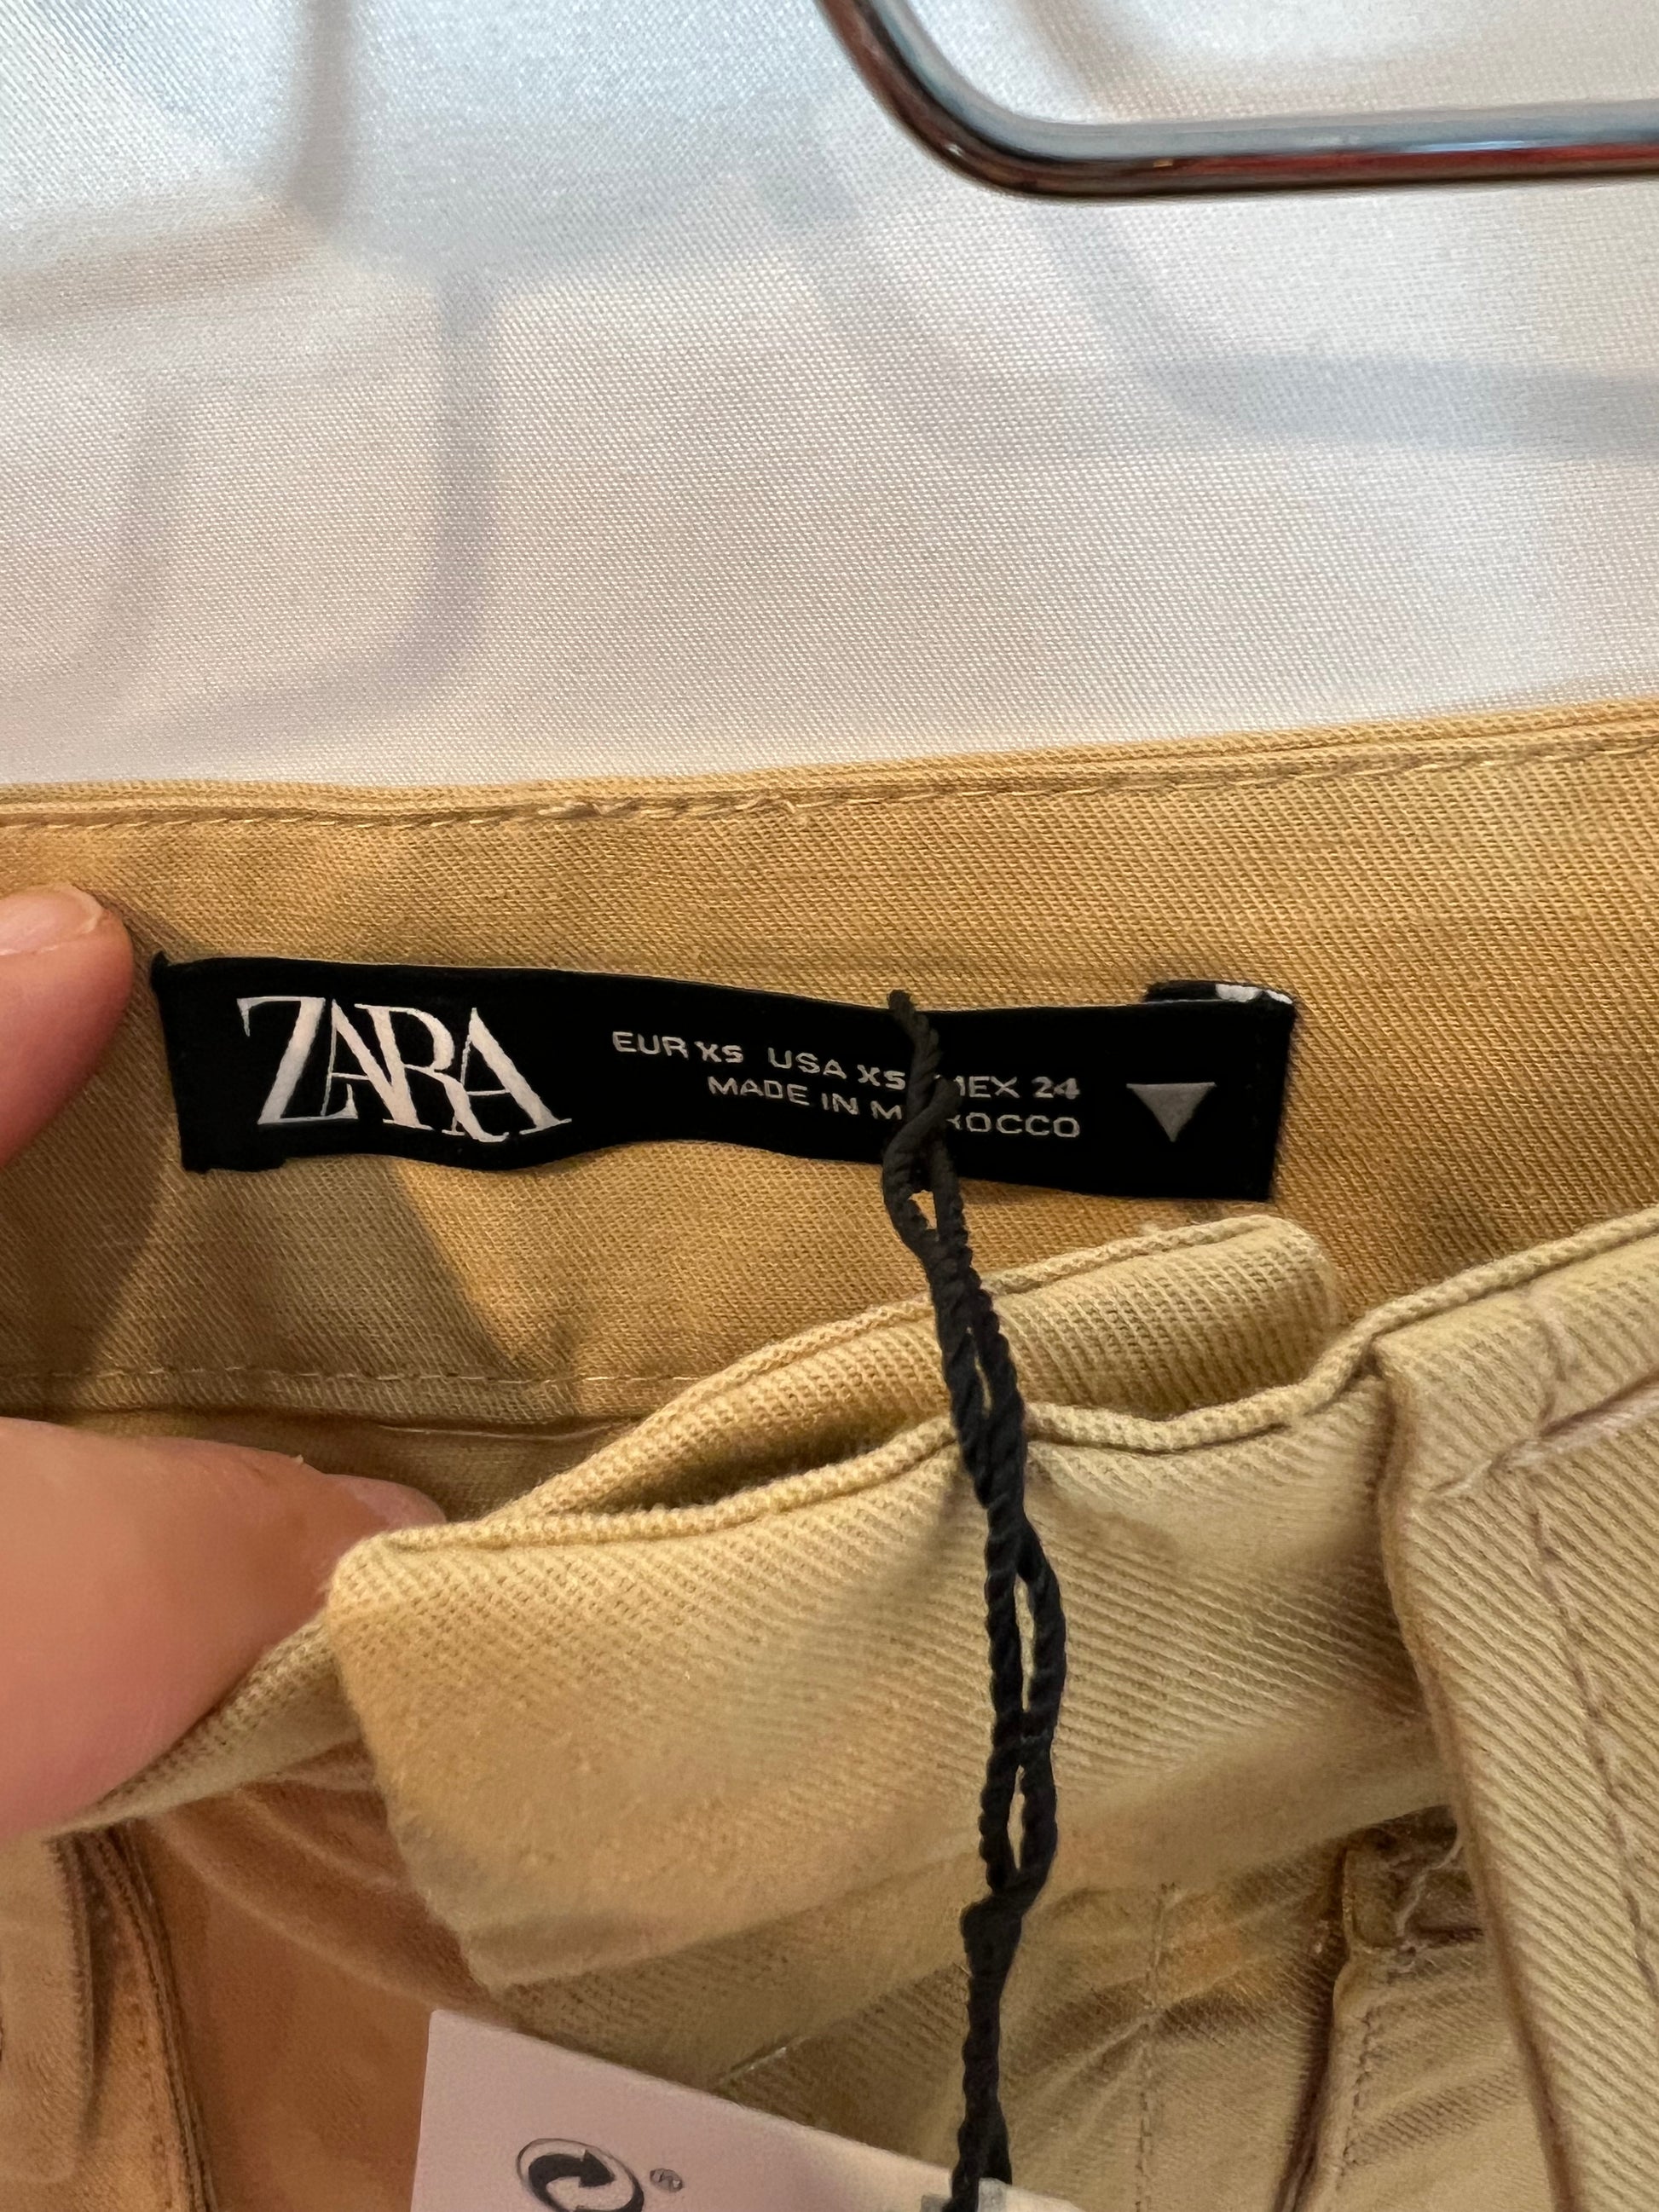 ZARA
EUR XS USA XS MEX 24
MADE IN MOROCCO
®